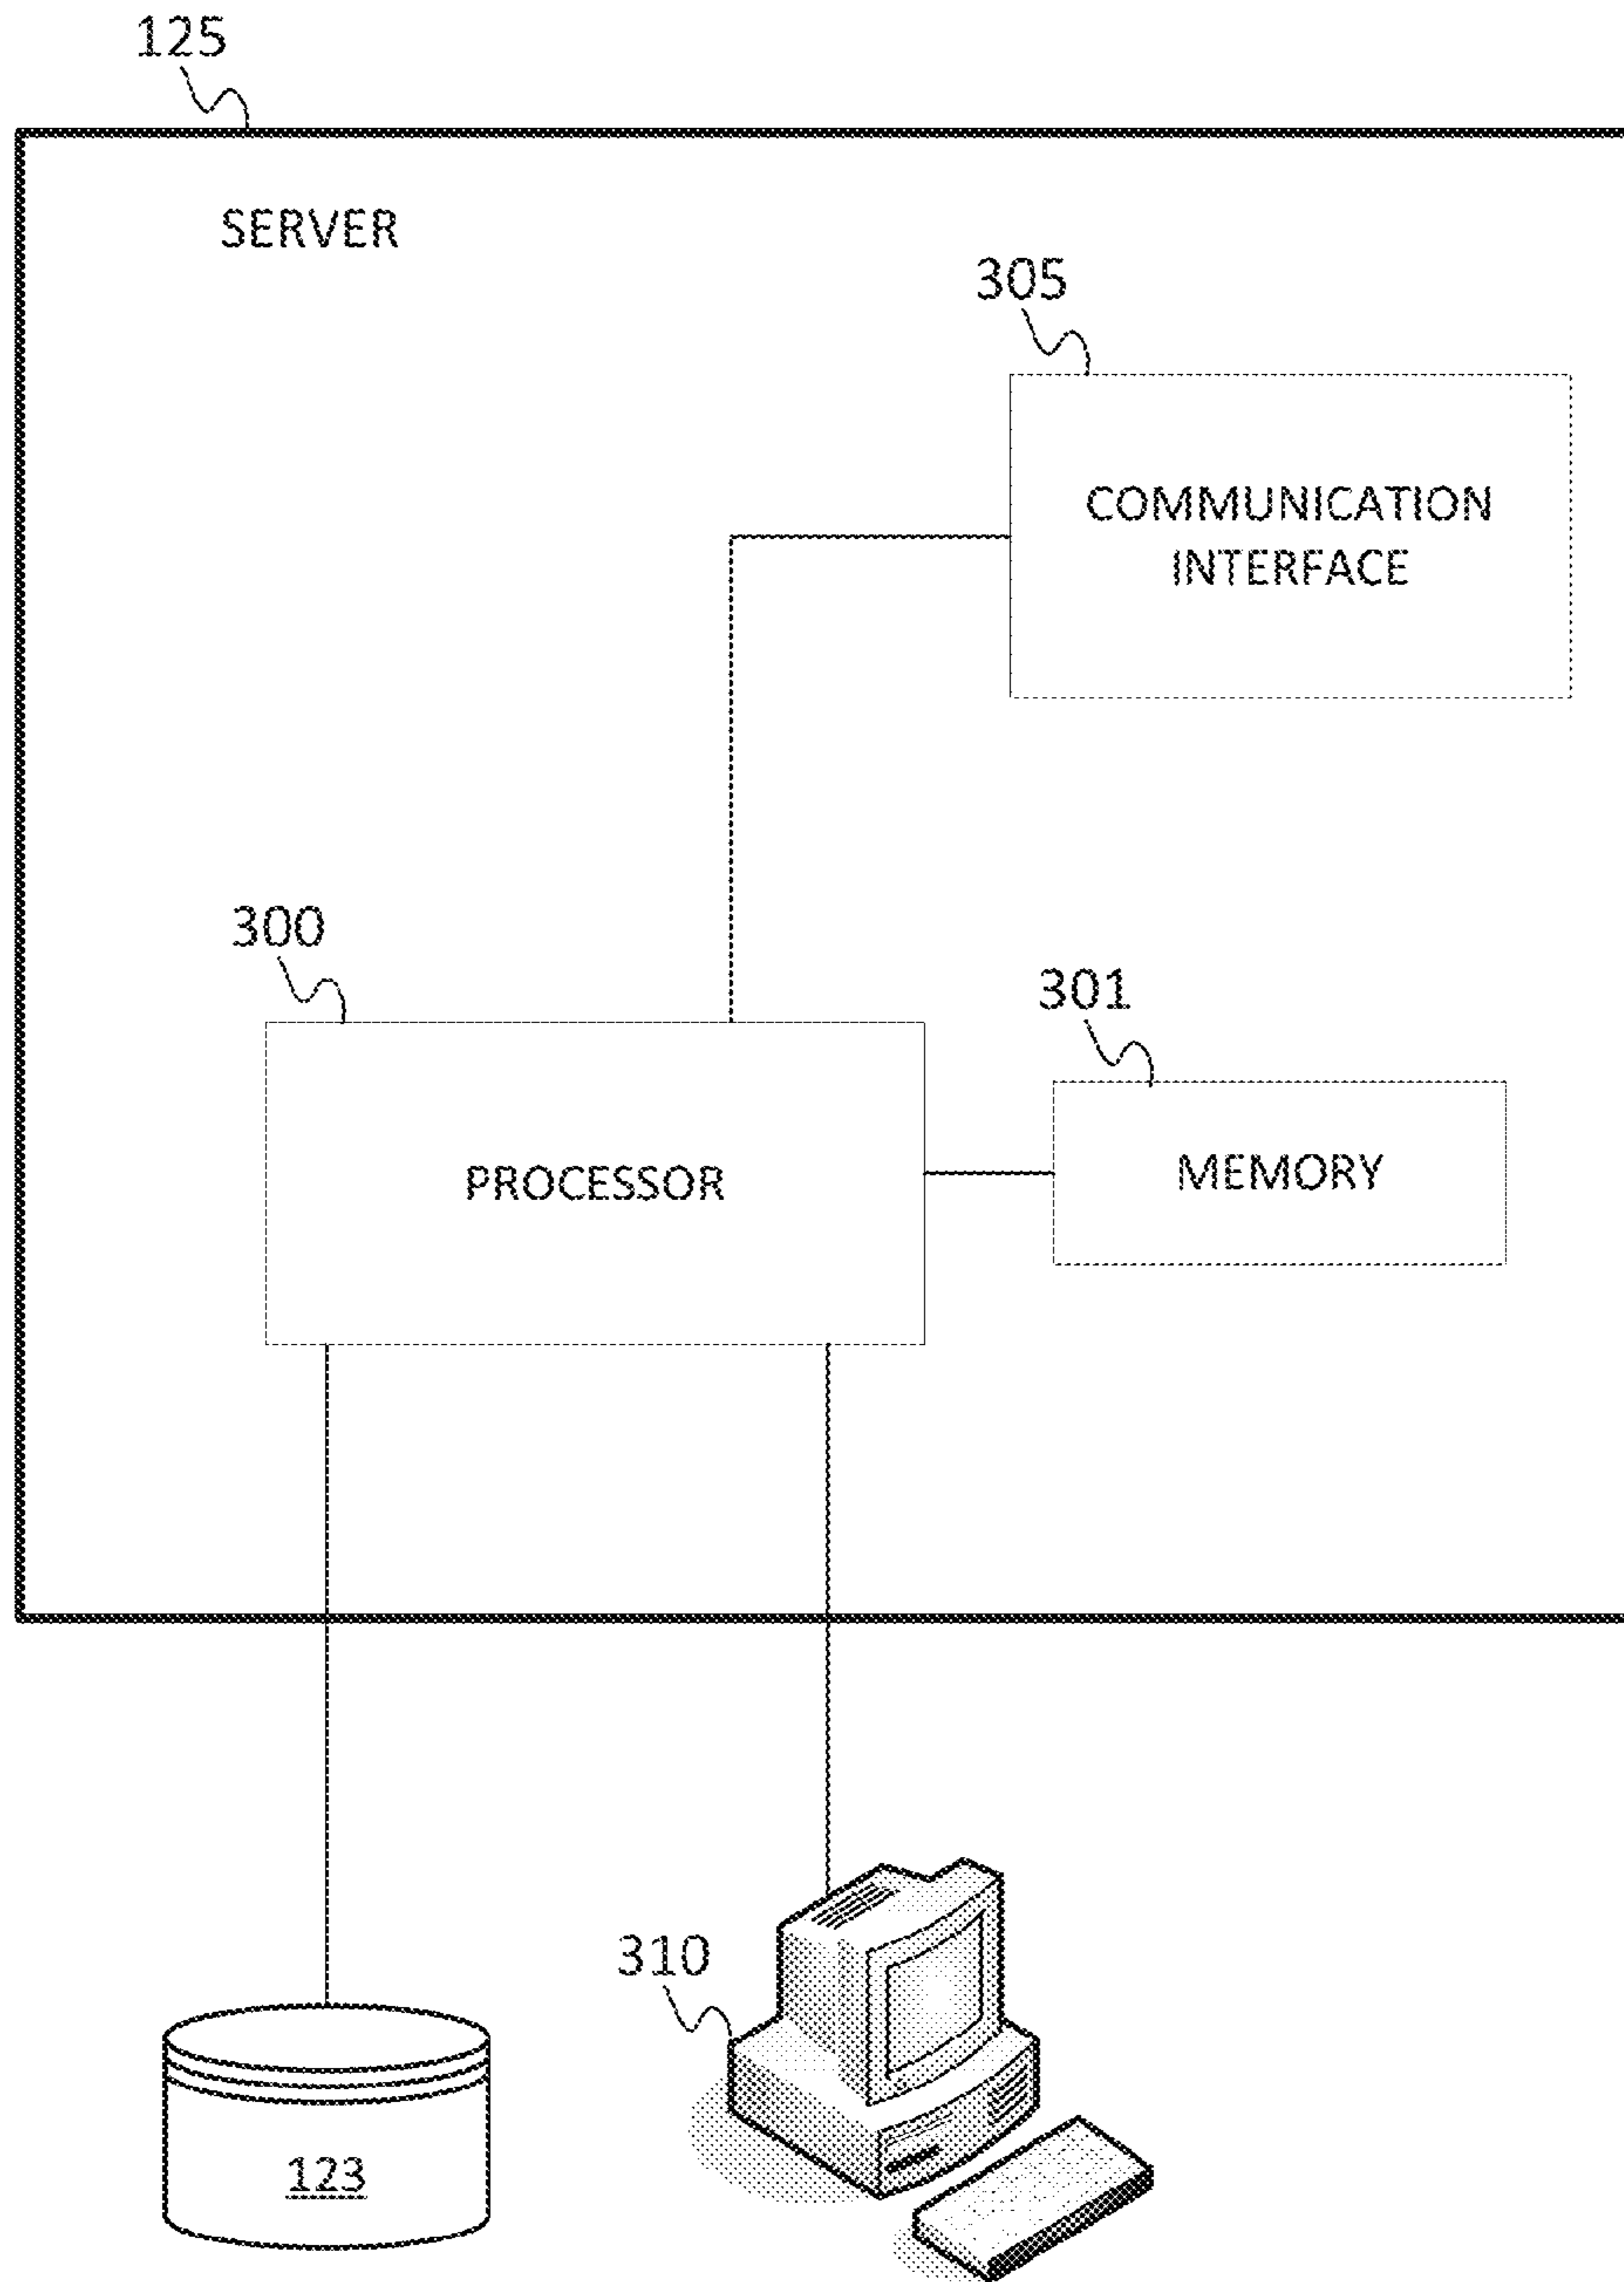 125
SERVER
305
COMMUNICATION
INTERFACE
300
301
PROCESSOR
MEMORY
310
123